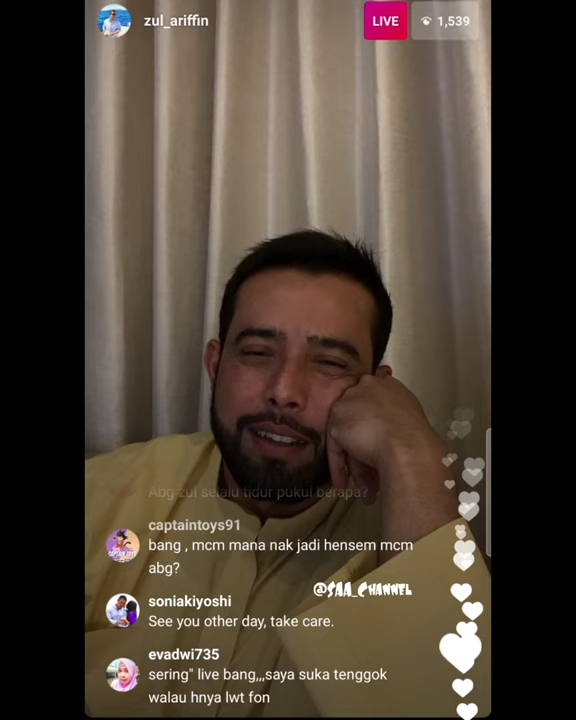 zul_ariffin
LIVE
1,539
Abg zul selalu tidur pukul berapa?
captaintoys91
bang , mcm mana nak jadi hensem mcm
abg?
@SAA_CHANNEL
soniakiyoshi
See you other day, take care.
evadwi735
sering" live bang,,,saya suka tenggok
walau hnya lwt fon